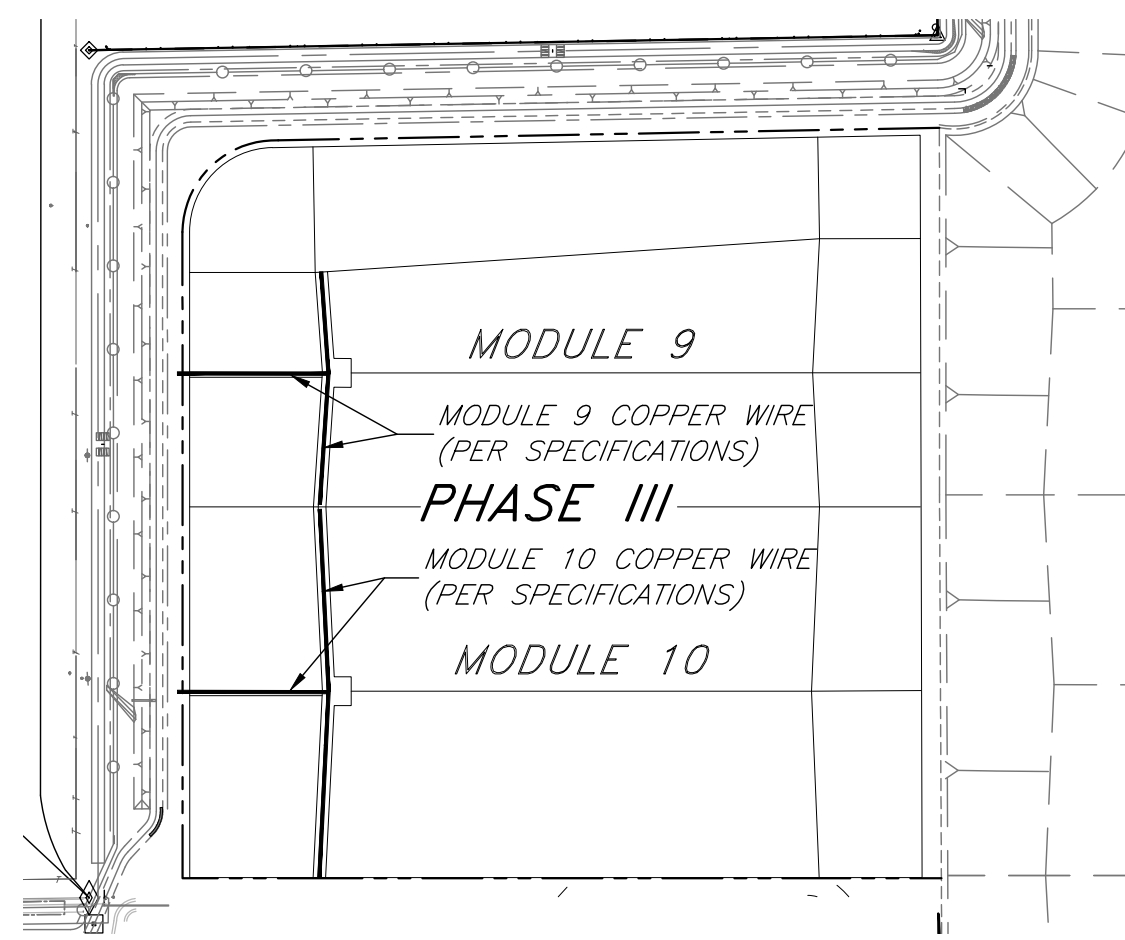 MODULE 9
MODULE 9 COPPER WIRE
(PER SPECIFICATIONS)
PHASE III
MODULE 10 COPPER WIRE
(PER SPECIFICATIONS)
MODULE 10